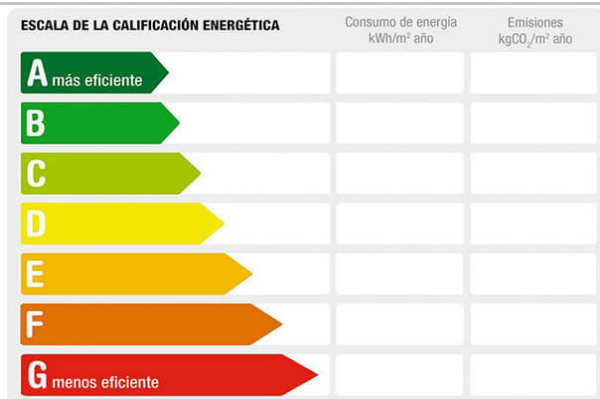 ESCALA DE LA CALIFICACIÓN ENERGÉTICA
Consumo de energía
kWh/m² año
Emisiones
kgCO₂/m² año
A más eficiente
B
C
D
E
F
G menos eficiente